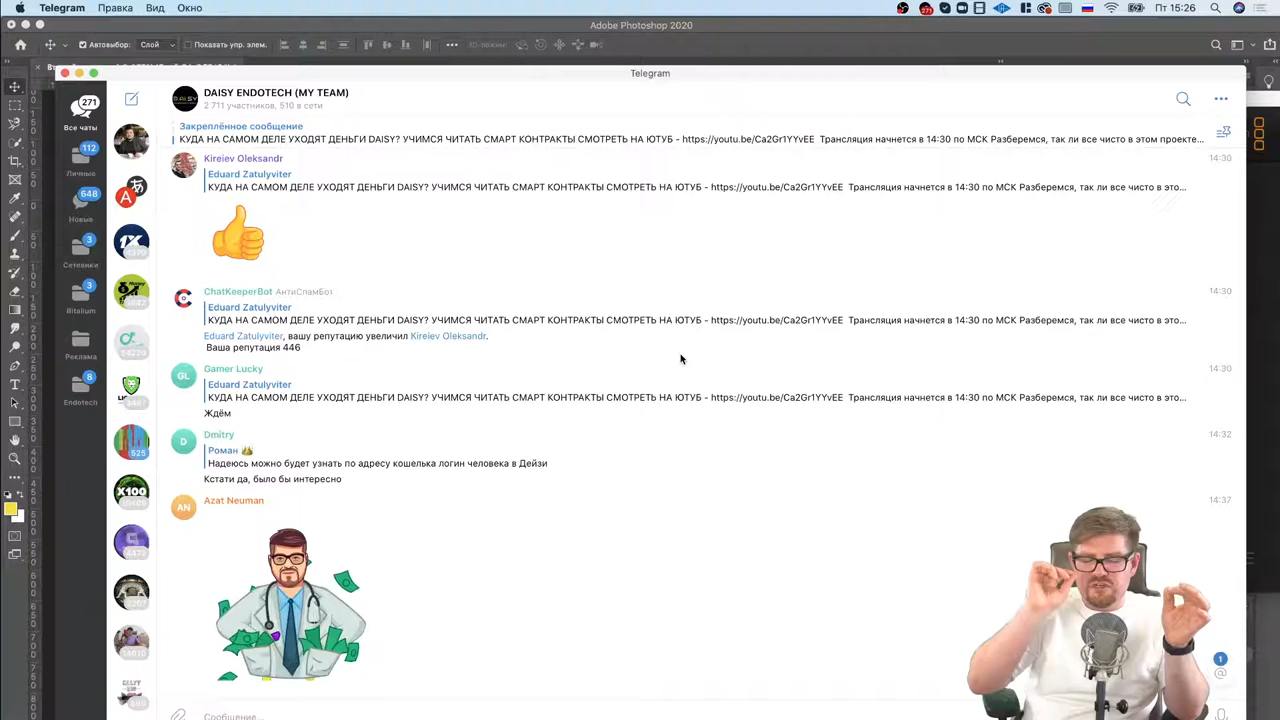 Telegram Правка Вид Окно
271
Пт 15:26
Adobe Photoshop 2020
Автовыбор: Слой Показать упр. элем.
3D-режим:
Telegram
271
Все чаты
112
Личные
648
Новые
3
Сетевики
3
Bitalium
Реклама
8
Endotech
DAISY ENDOTECH (MY TEAM)
2 711 участников, 510 в сети
Закреплённое сообщение
КУДА НА САМОМ ДЕЛЕ УХОДЯТ ДЕНЬГИ DAISY? УЧИМСЯ ЧИТАТЬ СМАРТ КОНТРАКТЫ СМОТРЕТЬ НА ЮТУБ - https://youtu.be/Ca2Gr1YYvEE Трансляция начнется в 14:30 по МСК Разберемся, так ли все чисто в этом проекте...
Kireiev Oleksandr 14:30
Eduard Zatulyviter
КУДА НА САМОМ ДЕЛЕ УХОДЯТ ДЕНЬГИ DAISY? УЧИМСЯ ЧИТАТЬ СМАРТ КОНТРАКТЫ СМОТРЕТЬ НА ЮТУБ - https://youtu.be/Ca2Gr1YYvEE Трансляция начнется в 14:30 по МСК Разберемся, так ли все чисто в это...
ChatKeeperBot АнтиСпамБот 14:30
Eduard Zatulyviter
КУДА НА САМОМ ДЕЛЕ УХОДЯТ ДЕНЬГИ DAISY? УЧИМСЯ ЧИТАТЬ СМАРТ КОНТРАКТЫ СМОТРЕТЬ НА ЮТУБ - https://youtu.be/Ca2Gr1YYvEE Трансляция начнется в 14:30 по МСК Разберемся, так ли все чисто в это...
Eduard Zatulyviter, вашу репутацию увеличил Kireiev Oleksandr.
Ваша репутация 446
GL
Gamer Lucky 14:30
Eduard Zatulyviter
КУДА НА САМОМ ДЕЛЕ УХОДЯТ ДЕНЬГИ DAISY? УЧИМСЯ ЧИТАТЬ СМАРТ КОНТРАКТЫ СМОТРЕТЬ НА ЮТУБ - https://youtu.be/Ca2Gr1YYvEE Трансляция начнется в 14:30 по МСК Разберемся, так ли все чисто в это...
Ждём
D
Dmitry 14:32
Роман
Надеюсь можно будет узнать по адресу кошелька логин человека в Дейзи
Кстати да, было бы интересно
AN
Azat Neuman 14:37
525
X100
1
@
Сообщение...